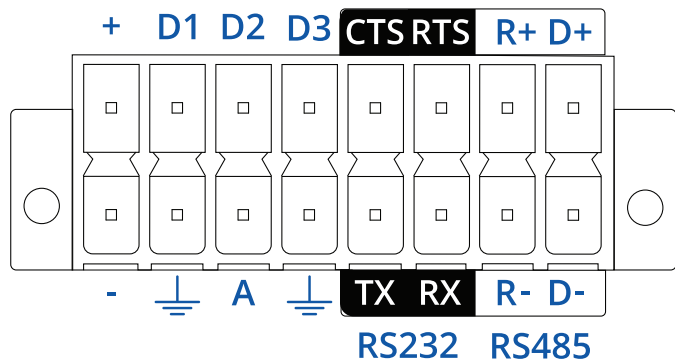 + D1 D2 D3 CTS RTS R+ D+
- A TX RX R- D-
RS232 RS485